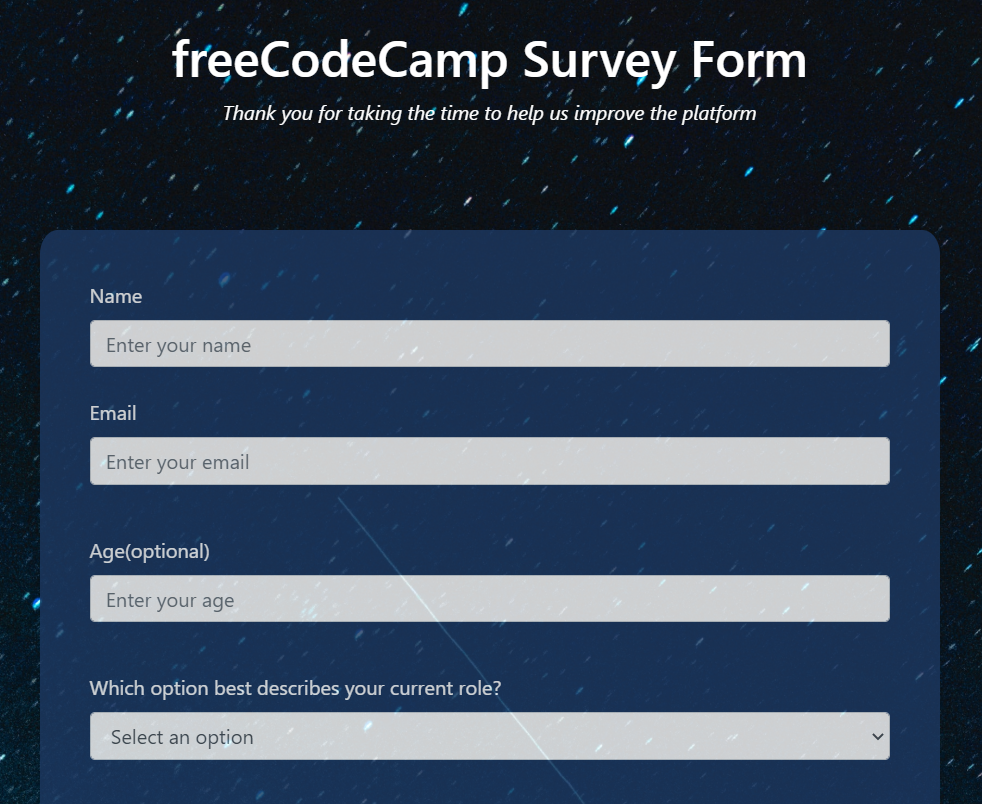 freeCodeCamp Survey Form
Thank you for taking the time to help us improve the platform
Name
Enter your name
Email
Enter your email
Age(optional)
Enter your age
Which option best describes your current role?
Select an option